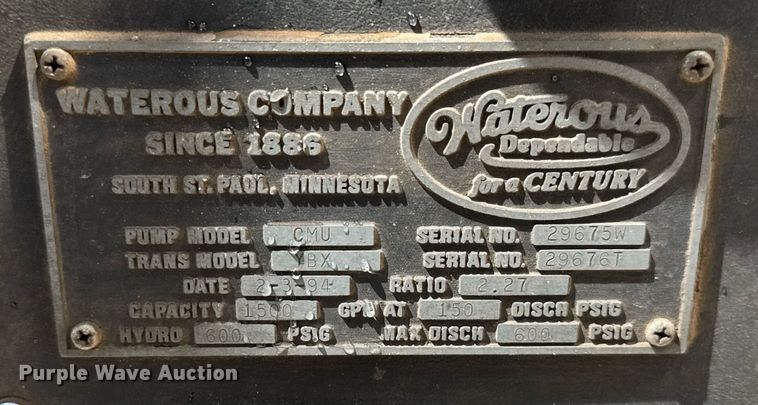 WATEROUS COMPANY
SINCE 1886
SOUTH ST. PAUL, MINNESOTA
Waterous
Dependable
for a CENTURY
PUMP MODEL CMU SERIAL NO. 29675W
TRANS MODEL BX SERIAL NO. 29676T
DATE 2-3-94 RATIO 2.27
CAPACITY 1500 GPM AT 150 DISCH PSIG
HYDRO 600 PSIG MAX DISCH 600 PSIG
Purple Wave Auction